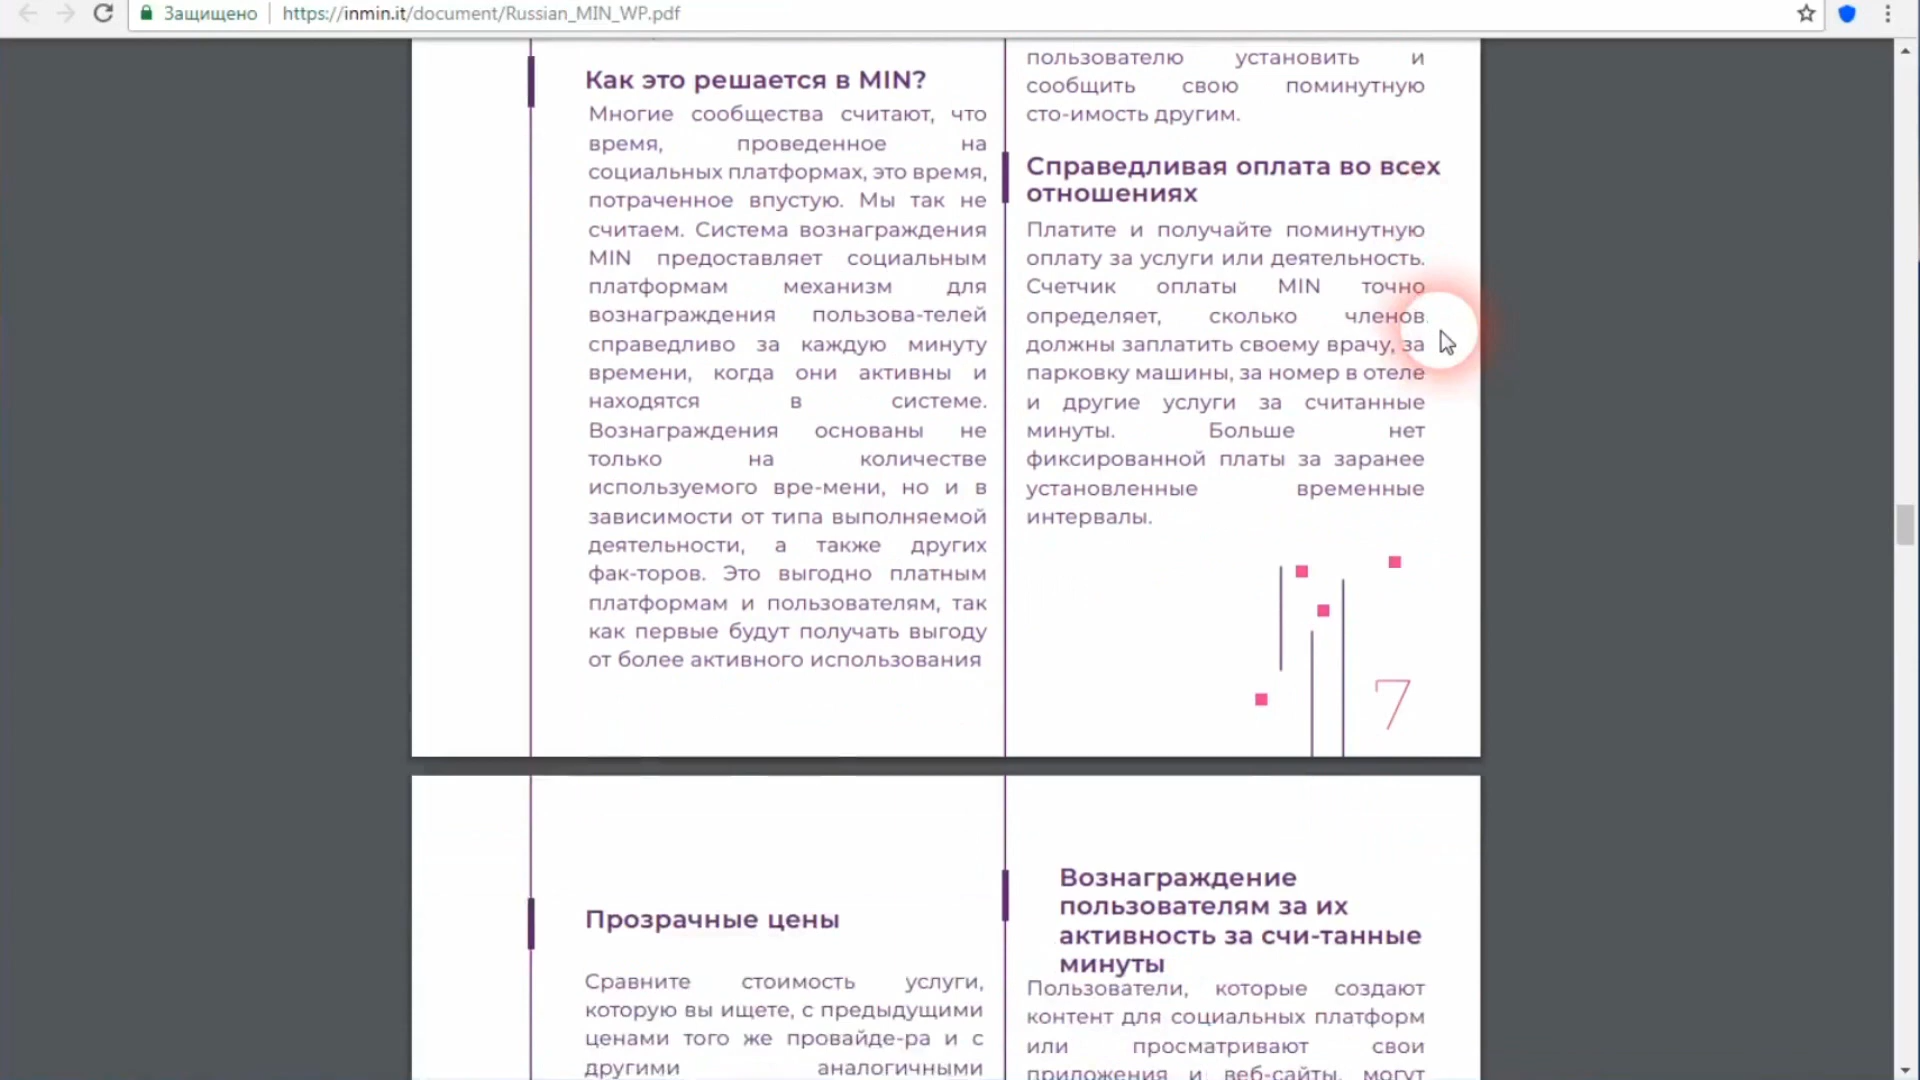 Защищено
https://inmin.it/document/Russian_MIN_WP.pdf
Как это решается в MIN?
Многие сообщества считают, что
время, проведенное на
социальных платформах, это время,
потраченное впустую. Мы так не
считаем. Система вознаграждения
MIN предоставляет социальным
платформам механизм для
вознаграждения пользова-телей
справедливо за каждую минуту
времени, когда они активны и
находятся в системе.
Вознаграждения основаны не
только на количестве
используемого вре-мени, но и в
зависимости от типа выполняемой
деятельности, а также других
фак-торов. Это выгодно платным
платформам и пользователям, так
как первые будут получать выгоду
от более активного использования
пользователю установить и
сообщить свою поминутную
сто-имость другим.
Справедливая оплата во всех
отношениях
Платите и получайте поминутную
оплату за услуги или деятельность.
Счетчик оплаты MIN точно
определяет, сколько членов
должны заплатить своему врачу, за
парковку машины, за номер в отеле
и другие услуги за считанные
минуты. Больше нет
фиксированной платы за заранее
установленные временные
интервалы.
7
Прозрачные цены
Сравните стоимость услуги,
которую вы ищете, с предыдущими
ценами того же провайде-ра и с
другими аналогичными
Вознаграждение
пользователям за их
активность за счи-танные
минуты
Пользователи, которые создают
контент для социальных платформ
или просматривают свои
приложения и веб-сайты, могут